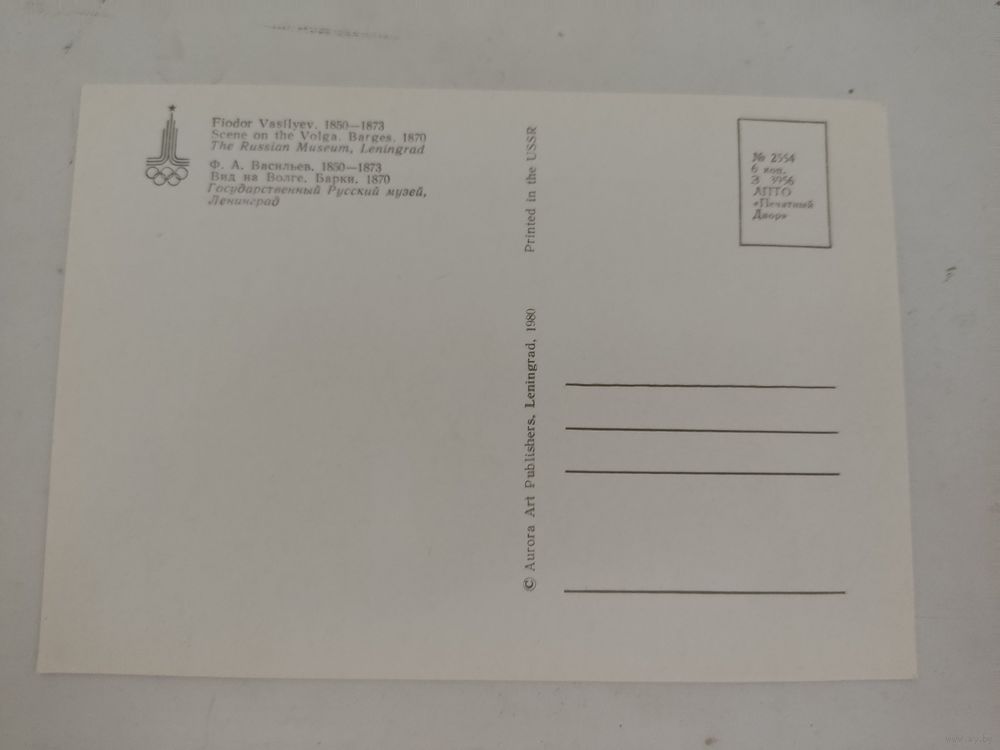 Fiodor Vasilyev. 1850—1873
Scene on the Volga. Barges. 1870
The Russian Museum, Leningrad
Ф. А. Васильев. 1850—1873
Вид на Волге. Барки. 1870
Государственный Русский музей,
Ленинград
Printed in the USSR
© Aurora Art Publishers, Leningrad, 1980
№ 2554
6 коп.
З 3956
ЛПТО
«Печатный
Двор»